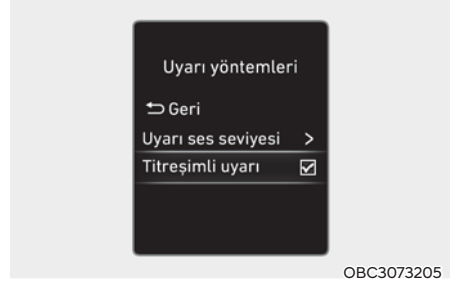 Uyarı yöntemleri
Geri
Uyarı ses seviyesi >
Titreşimli uyarı
OBC3073205